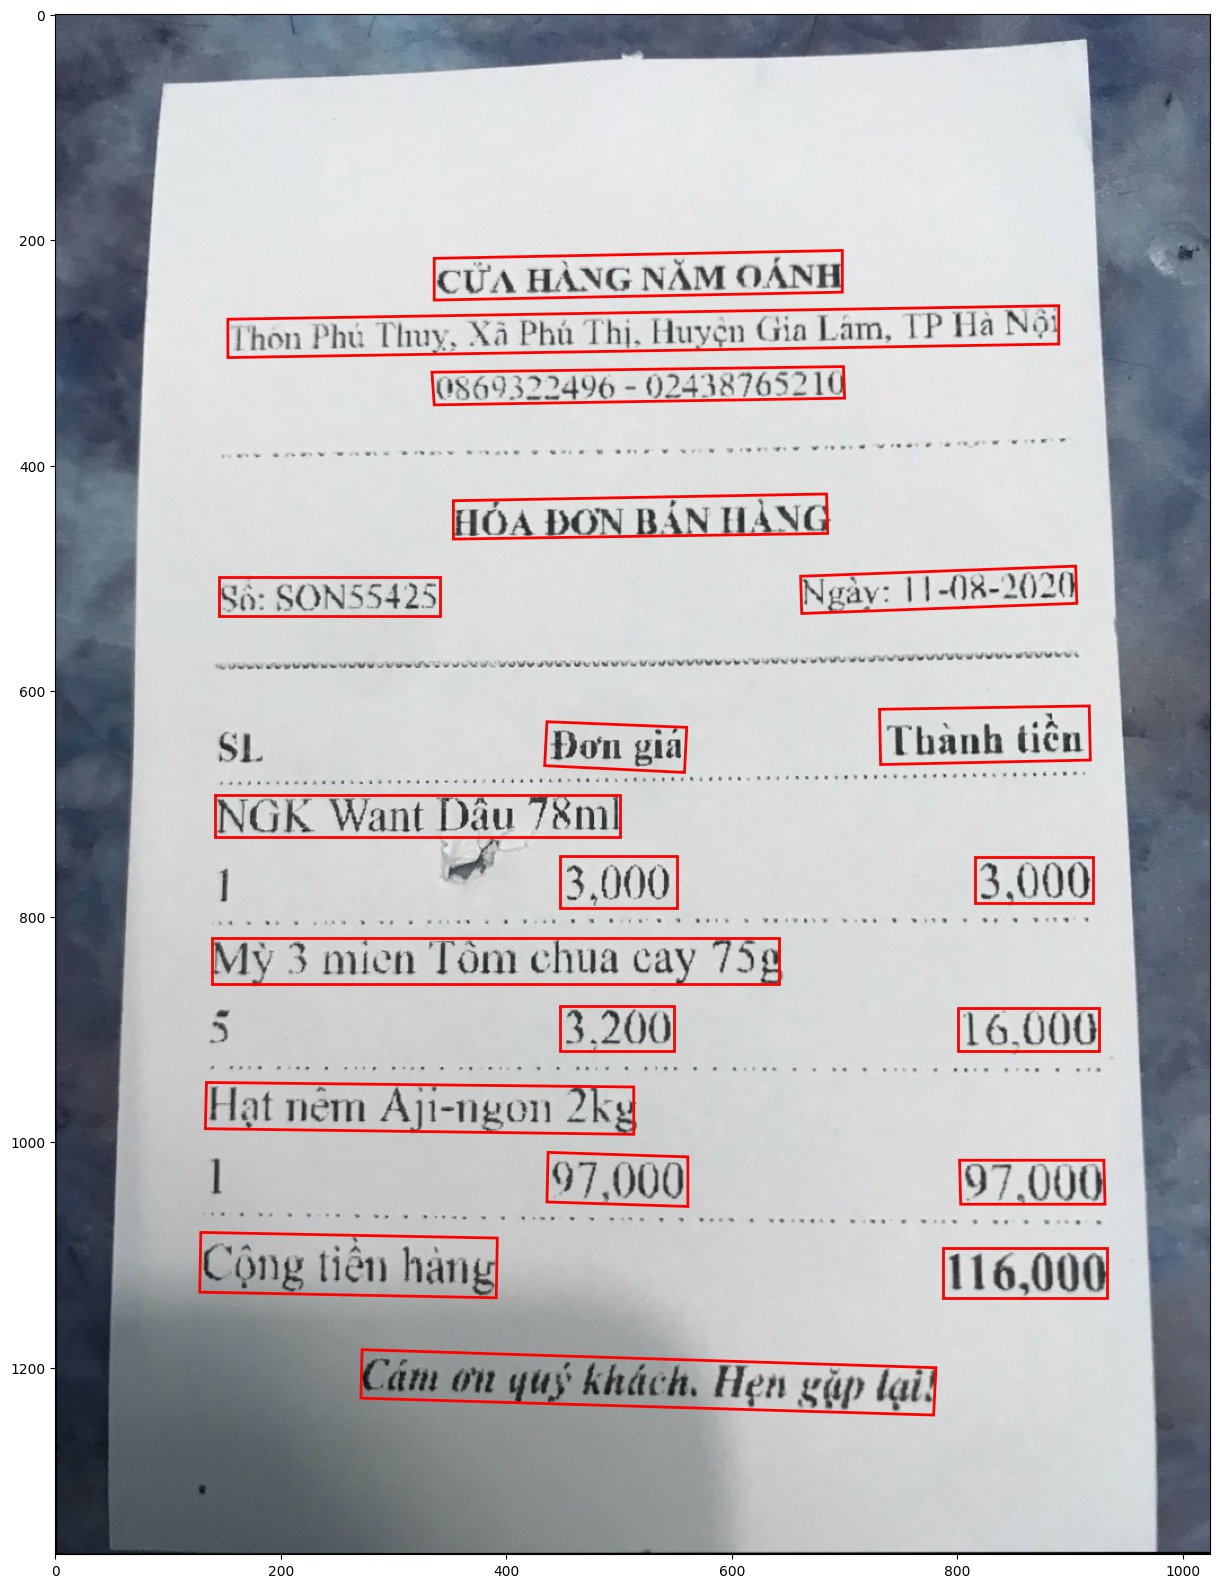 CỬA HÀNG NĂM OÁNH
Thôn Phú Thuỵ, Xã Phú Thị, Huyện Gia Lâm, TP Hà Nội
0869322496 - 02438765210
HÓA ĐƠN BÁN HÀNG
Số: SON55425 Ngày: 11-08-2020
SL Đơn giá Thành tiền
NGK Want Dâu 78ml
1 3,000 3,000
Mỳ 3 miền Tôm chua cay 75g
5 3,200 16,000
Hạt nêm Aji-ngon 2kg
1 97,000 97,000
Cộng tiền hàng 116,000
Cám ơn quý khách. Hẹn gặp lại!
0
200
400
600
800
1000
1200
0 200 400 600 800 1000